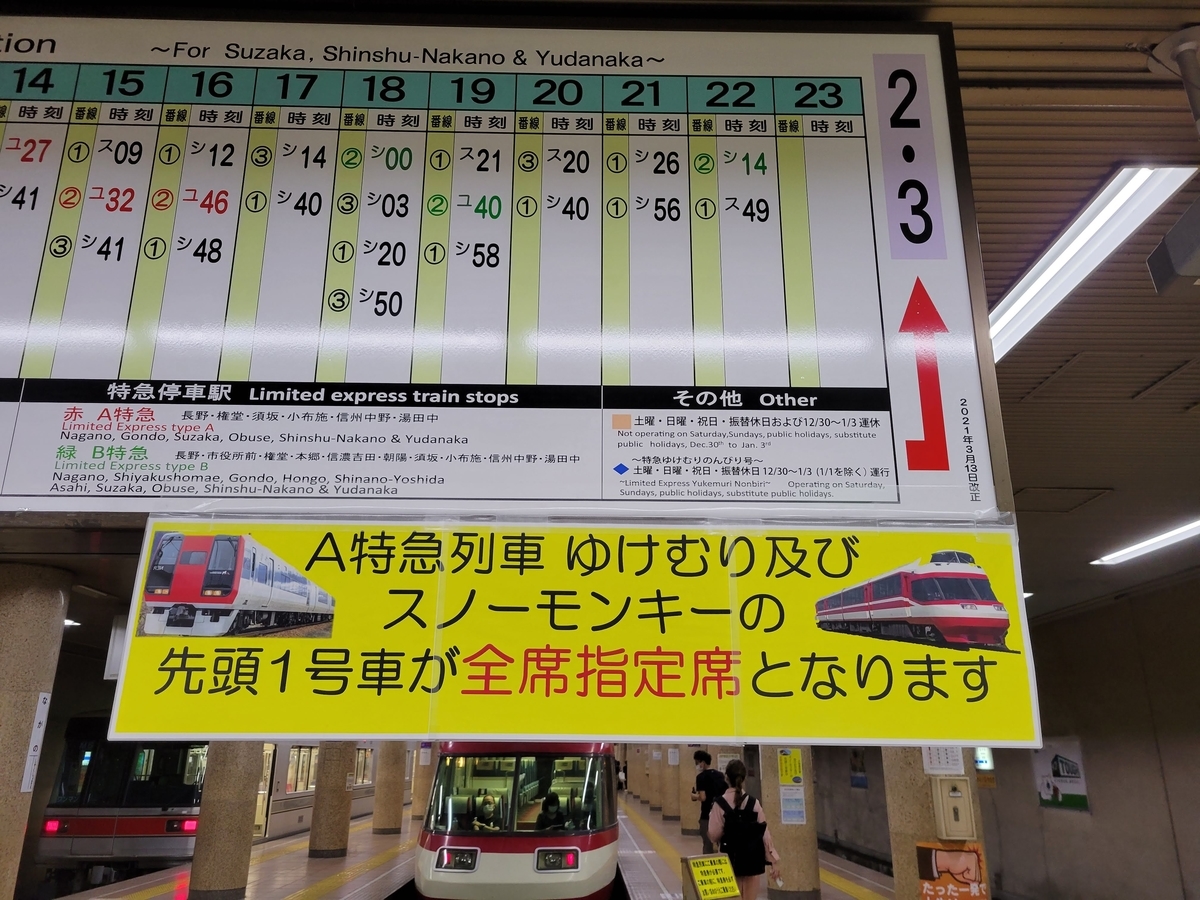 tion ～For Suzaka, Shinshu-Nakano & Yudanaka～
14 15 16 17 18 19 20 21 22 23
番線 時刻 番線 時刻 番線 時刻 番線 時刻 番線 時刻 番線 時刻 番線 時刻 番線 時刻 番線 時刻
ユ27 ① ス09 ① シ12 ③ シ14 ② シ00 ① ス21 ③ ス20 ① シ26 ② シ14
シ41 ② ユ32 ② ユ46 ① シ40 ③ シ03 ② ユ40 ① シ40 ① シ56 ① ス49
③ シ41 ① シ48 ① シ20 ① シ58
③ シ50
2・3
特急停車駅 Limited express train stops
赤 A特急 長野・権堂・須坂・小布施・信州中野・湯田中
Limited Express type A
Nagano, Gondo, Suzaka, Obuse, Shinshu-Nakano & Yudanaka
緑 B特急 長野・市役所前・権堂・本郷・信濃吉田・朝陽・須坂・小布施・信州中野・湯田中
Limited Express type B
Nagano, Shiyakushomae, Gondo, Hongo, Shinano-Yoshida
Asahi, Suzaka, Obuse, Shinshu-Nakano & Yudanaka
その他 Other
土曜・日曜・祝日・振替休日および12/30～1/3 運休
Not operating on Saturday,Sundays, public holidays, substitute
public holidays, Dec.30th to Jan. 3rd
～特急ゆけむりのんびり号～
土曜・日曜・祝日・振替休日 12/30～1/3 (1/1を除く) 運行
~Limited Express Yukemuri Nonbiri~ Operating on Saturday,
Sundays, public holidays, substitute public holidays.
2021年3月13日改正
A特急列車 ゆけむり及び
スノーモンキーの
先頭1号車が全席指定席となります
ながの
たった一発で